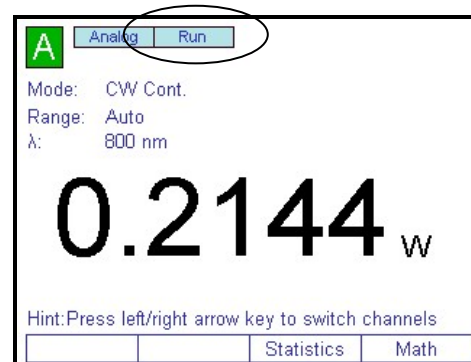 A Analog Run
Mode: CW Cont.
Range: Auto
λ: 800 nm
0.2144 W
Hint:Press left/right arrow key to switch channels
Statistics Math